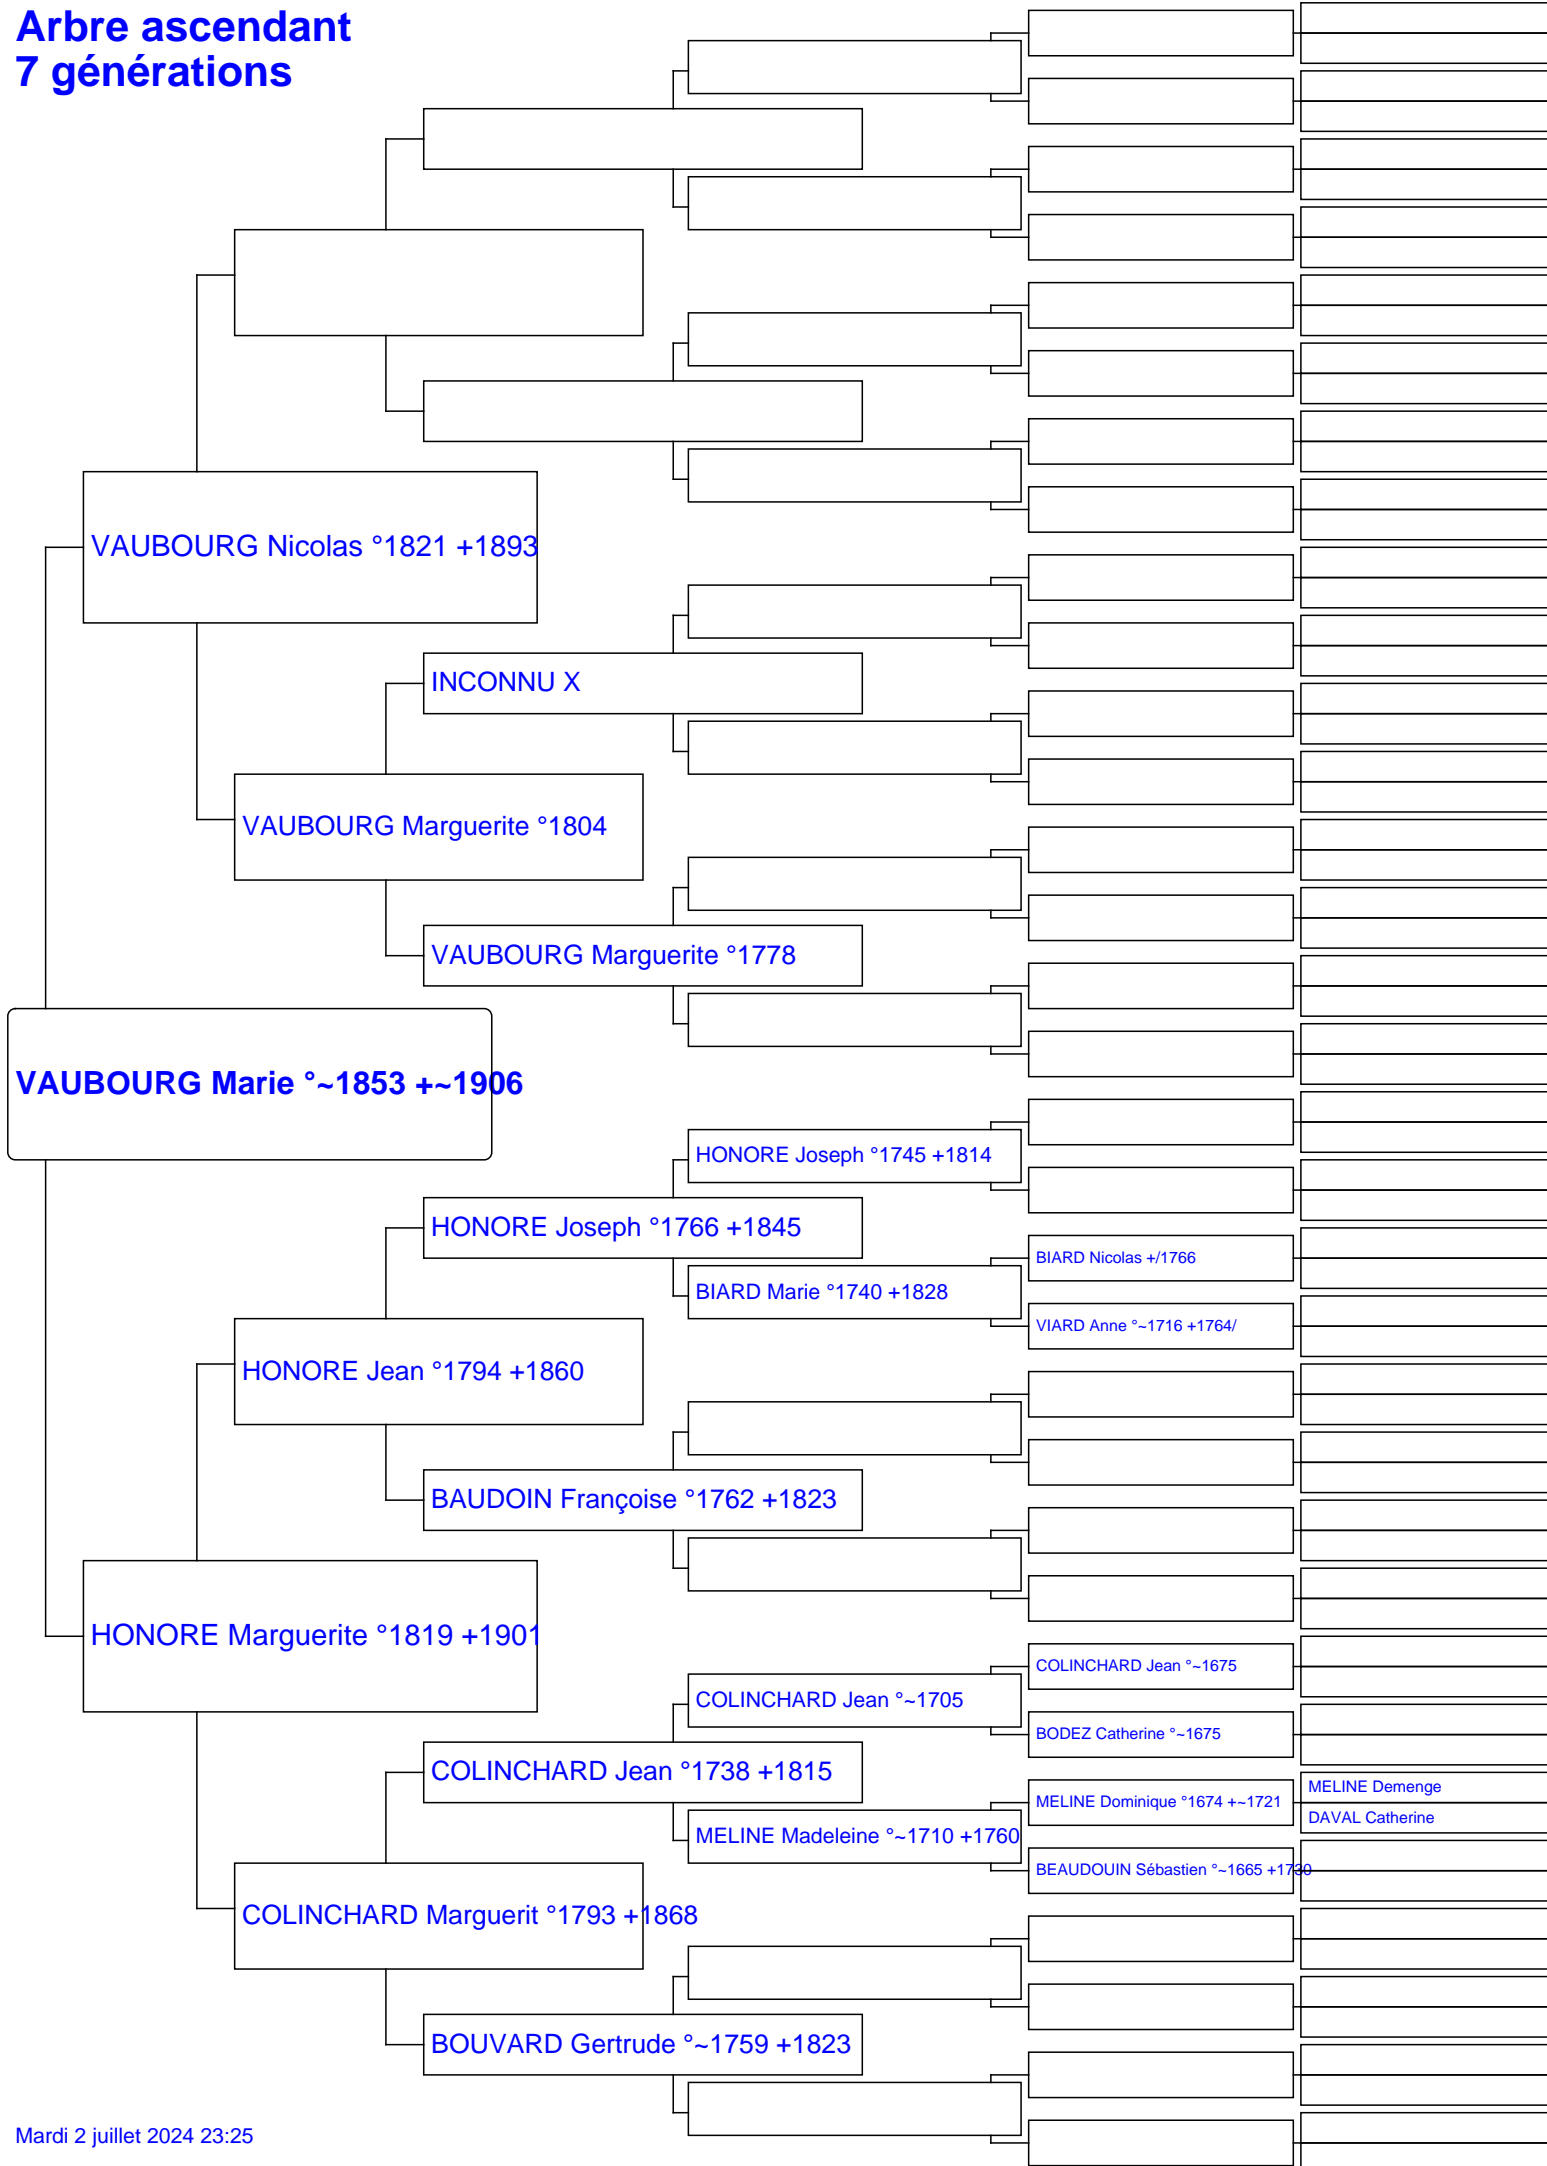 Arbre ascendant
7 générations
VAUBOURG Nicolas °1821 +1893
INCONNU X
VAUBOURG Marguerite °1804
VAUBOURG Marguerite °1778
VAUBOURG Marie °~1853 +~1906
HONORE Joseph °1745 +1814
HONORE Joseph °1766 +1845
BIARD Nicolas +/1766
BIARD Marie °1740 +1828
VIARD Anne °~1716 +1764/
HONORE Jean °1794 +1860
BAUDOIN Françoise °1762 +1823
HONORE Marguerite °1819 +1901
COLINCHARD Jean °~1675
COLINCHARD Jean °~1705
BODEZ Catherine °~1675
COLINCHARD Jean °1738 +1815
MELINE Demenge
MELINE Dominique °1674 +~1721
DAVAL Catherine
MELINE Madeleine °~1710 +1760
BEAUDOUIN Sébastien °~1665 +1730
COLINCHARD Marguerit °1793 +1868
BOUVARD Gertrude °~1759 +1823
Mardi 2 juillet 2024 23:25